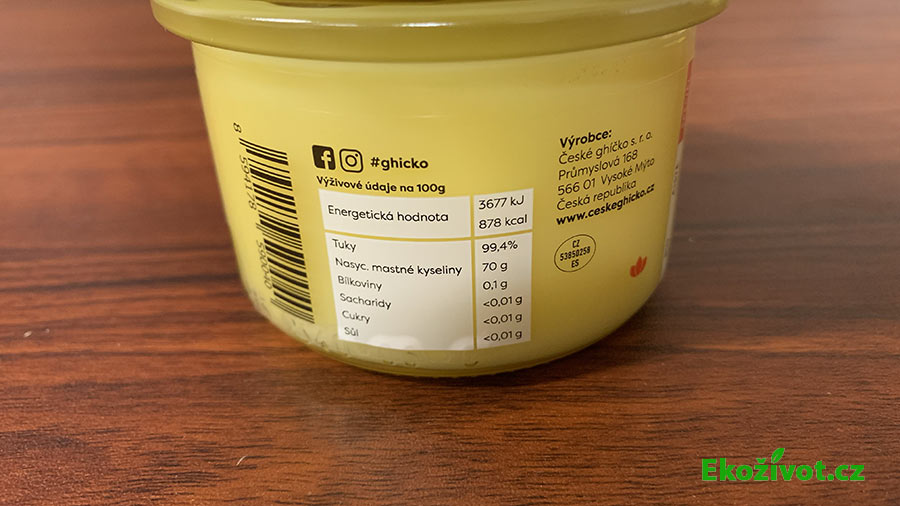 #ghicko
Výživové údaje na 100g
Energetická hodnota
3677 kJ
878 kcal
Tuky 99,4%
Nasyc. mastné kyseliny 70 g
Bílkoviny 0,1 g
Sacharidy <0,01 g
Cukry <0,01 g
Sůl <0,01 g
Výrobce:
České ghíčko s. r. o.
Průmyslová 168
566 01 Vysoké Mýto
Česká republika
www.ceskeghicko.cz
CZ
53850258
ES
Ekoživot.cz